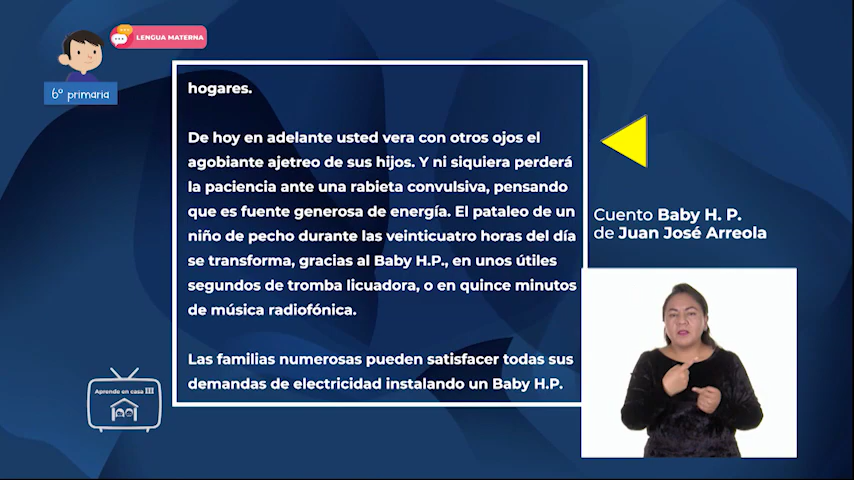 LENGUA MATERNA
6º primaria
hogares.
De hoy en adelante usted vera con otros ojos el
agobiante ajetreo de sus hijos. Y ni siquiera perderá
la paciencia ante una rabieta convulsiva, pensando
que es fuente generosa de energía. El pataleo de un
niño de pecho durante las veinticuatro horas del día
se transforma, gracias al Baby H.P., en unos útiles
segundos de tromba licuadora, o en quince minutos
de música radiofónica.
Las familias numerosas pueden satisfacer todas sus
demandas de electricidad instalando un Baby H.P.
Cuento Baby H. P.
de Juan José Arreola
Aprende en casa III